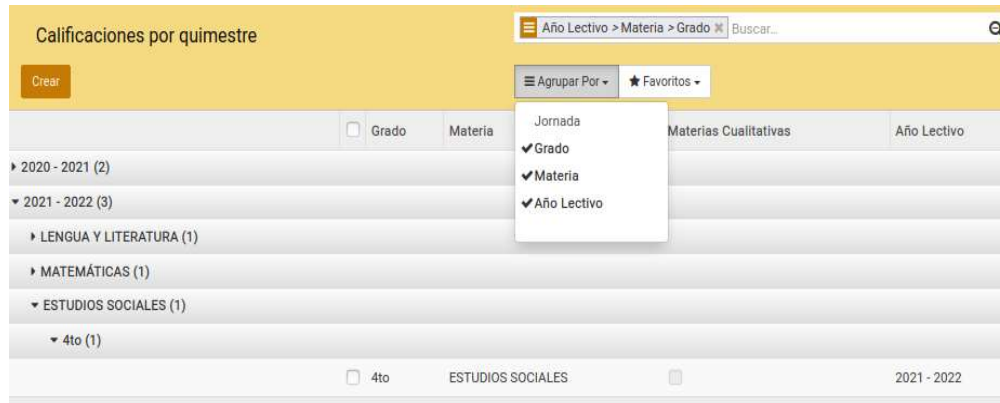 Calificaciones por quimestre
Año Lectivo > Materia > Grado Buscar...
Crear
Agrupar Por Favoritos
Jornada
Grado
Materia
Año Lectivo
Grado Materia Materias Cualitativas Año Lectivo
2020 - 2021 (2)
2021 - 2022 (3)
LENGUA Y LITERATURA (1)
MATEMÁTICAS (1)
ESTUDIOS SOCIALES (1)
4to (1)
4to ESTUDIOS SOCIALES 2021 - 2022